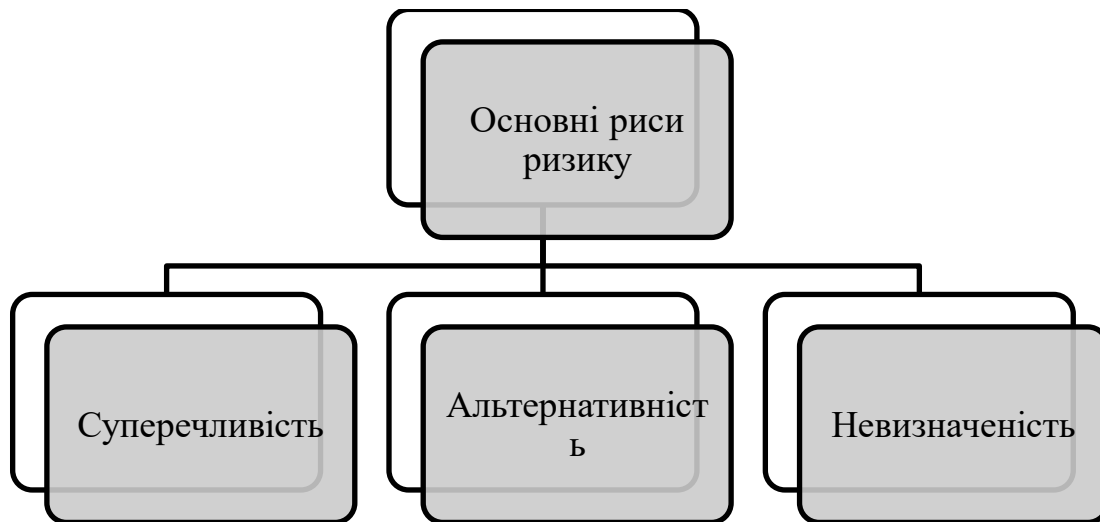 Основні риси
ризику
Суперечливість
Альтернативніст
ь
Невизначеність